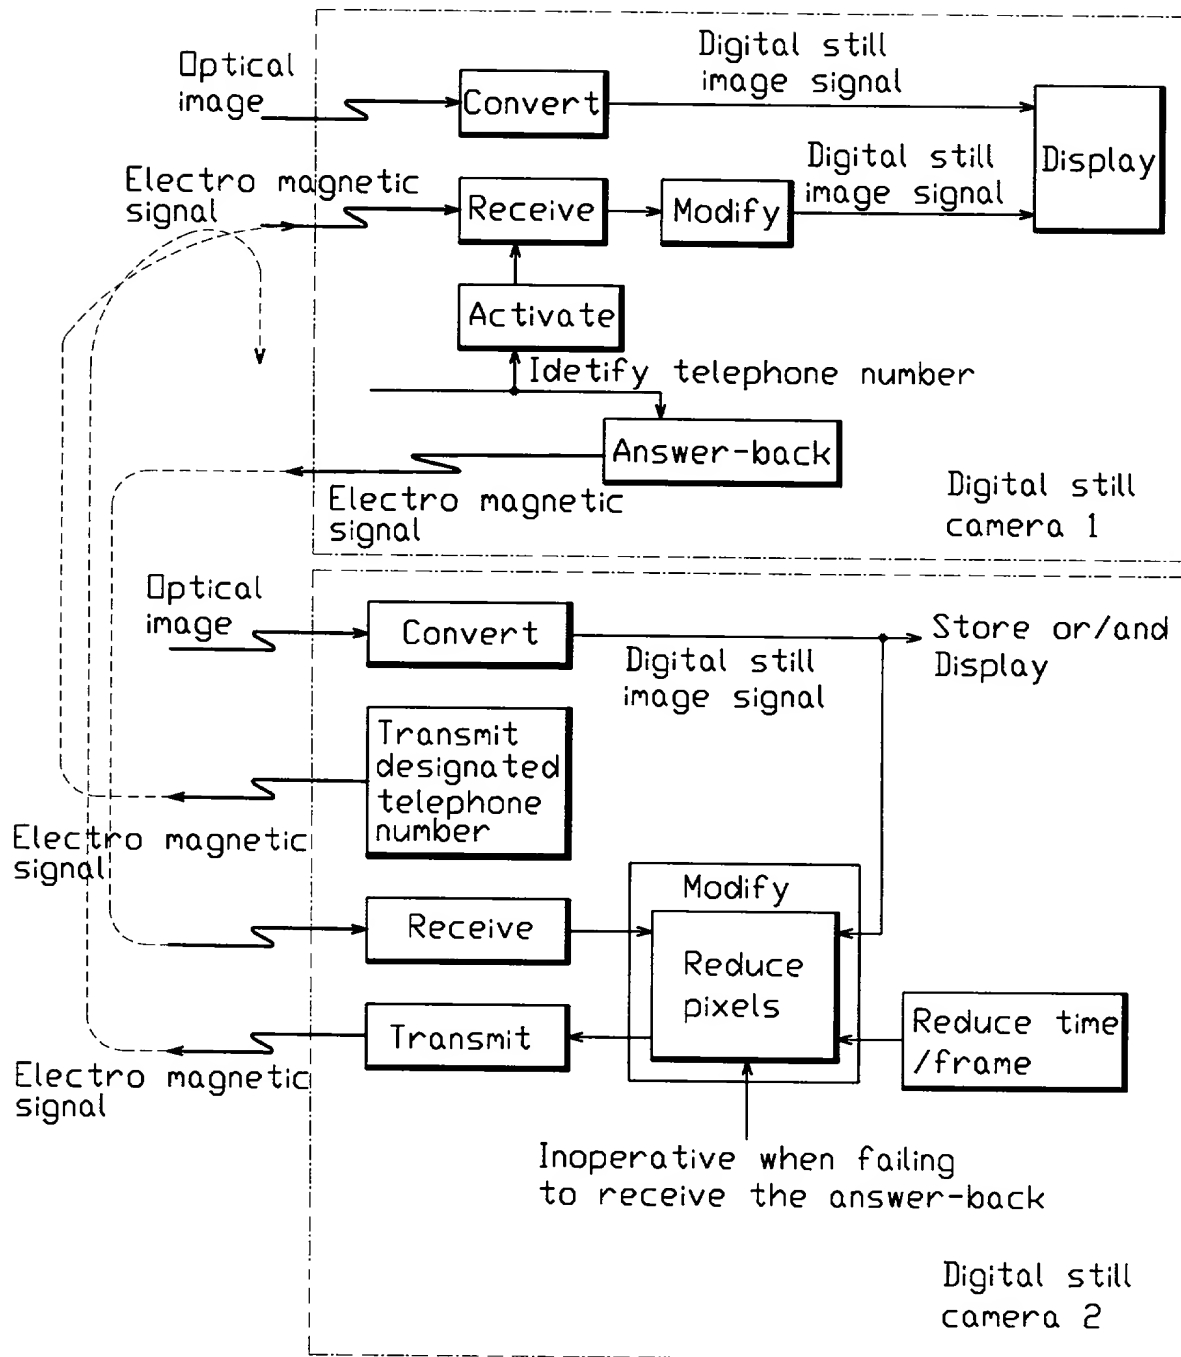 Optical
image
Convert
Digital still
image signal
Display
Electro magnetic
signal
Receive
Modify
Digital still
image signal
Activate
Idetify telephone number
Answer-back
Electro magnetic
signal
Digital still
camera 1
Optical
image
Convert
Digital still
image signal
Store or/and
Display
Transmit
designated
telephone
number
Electro magnetic
signal
Receive
Modify
Reduce
pixels
Transmit
Reduce time
/frame
Electro magnetic
signal
Inoperative when failing
to receive the answer-back
Digital still
camera 2